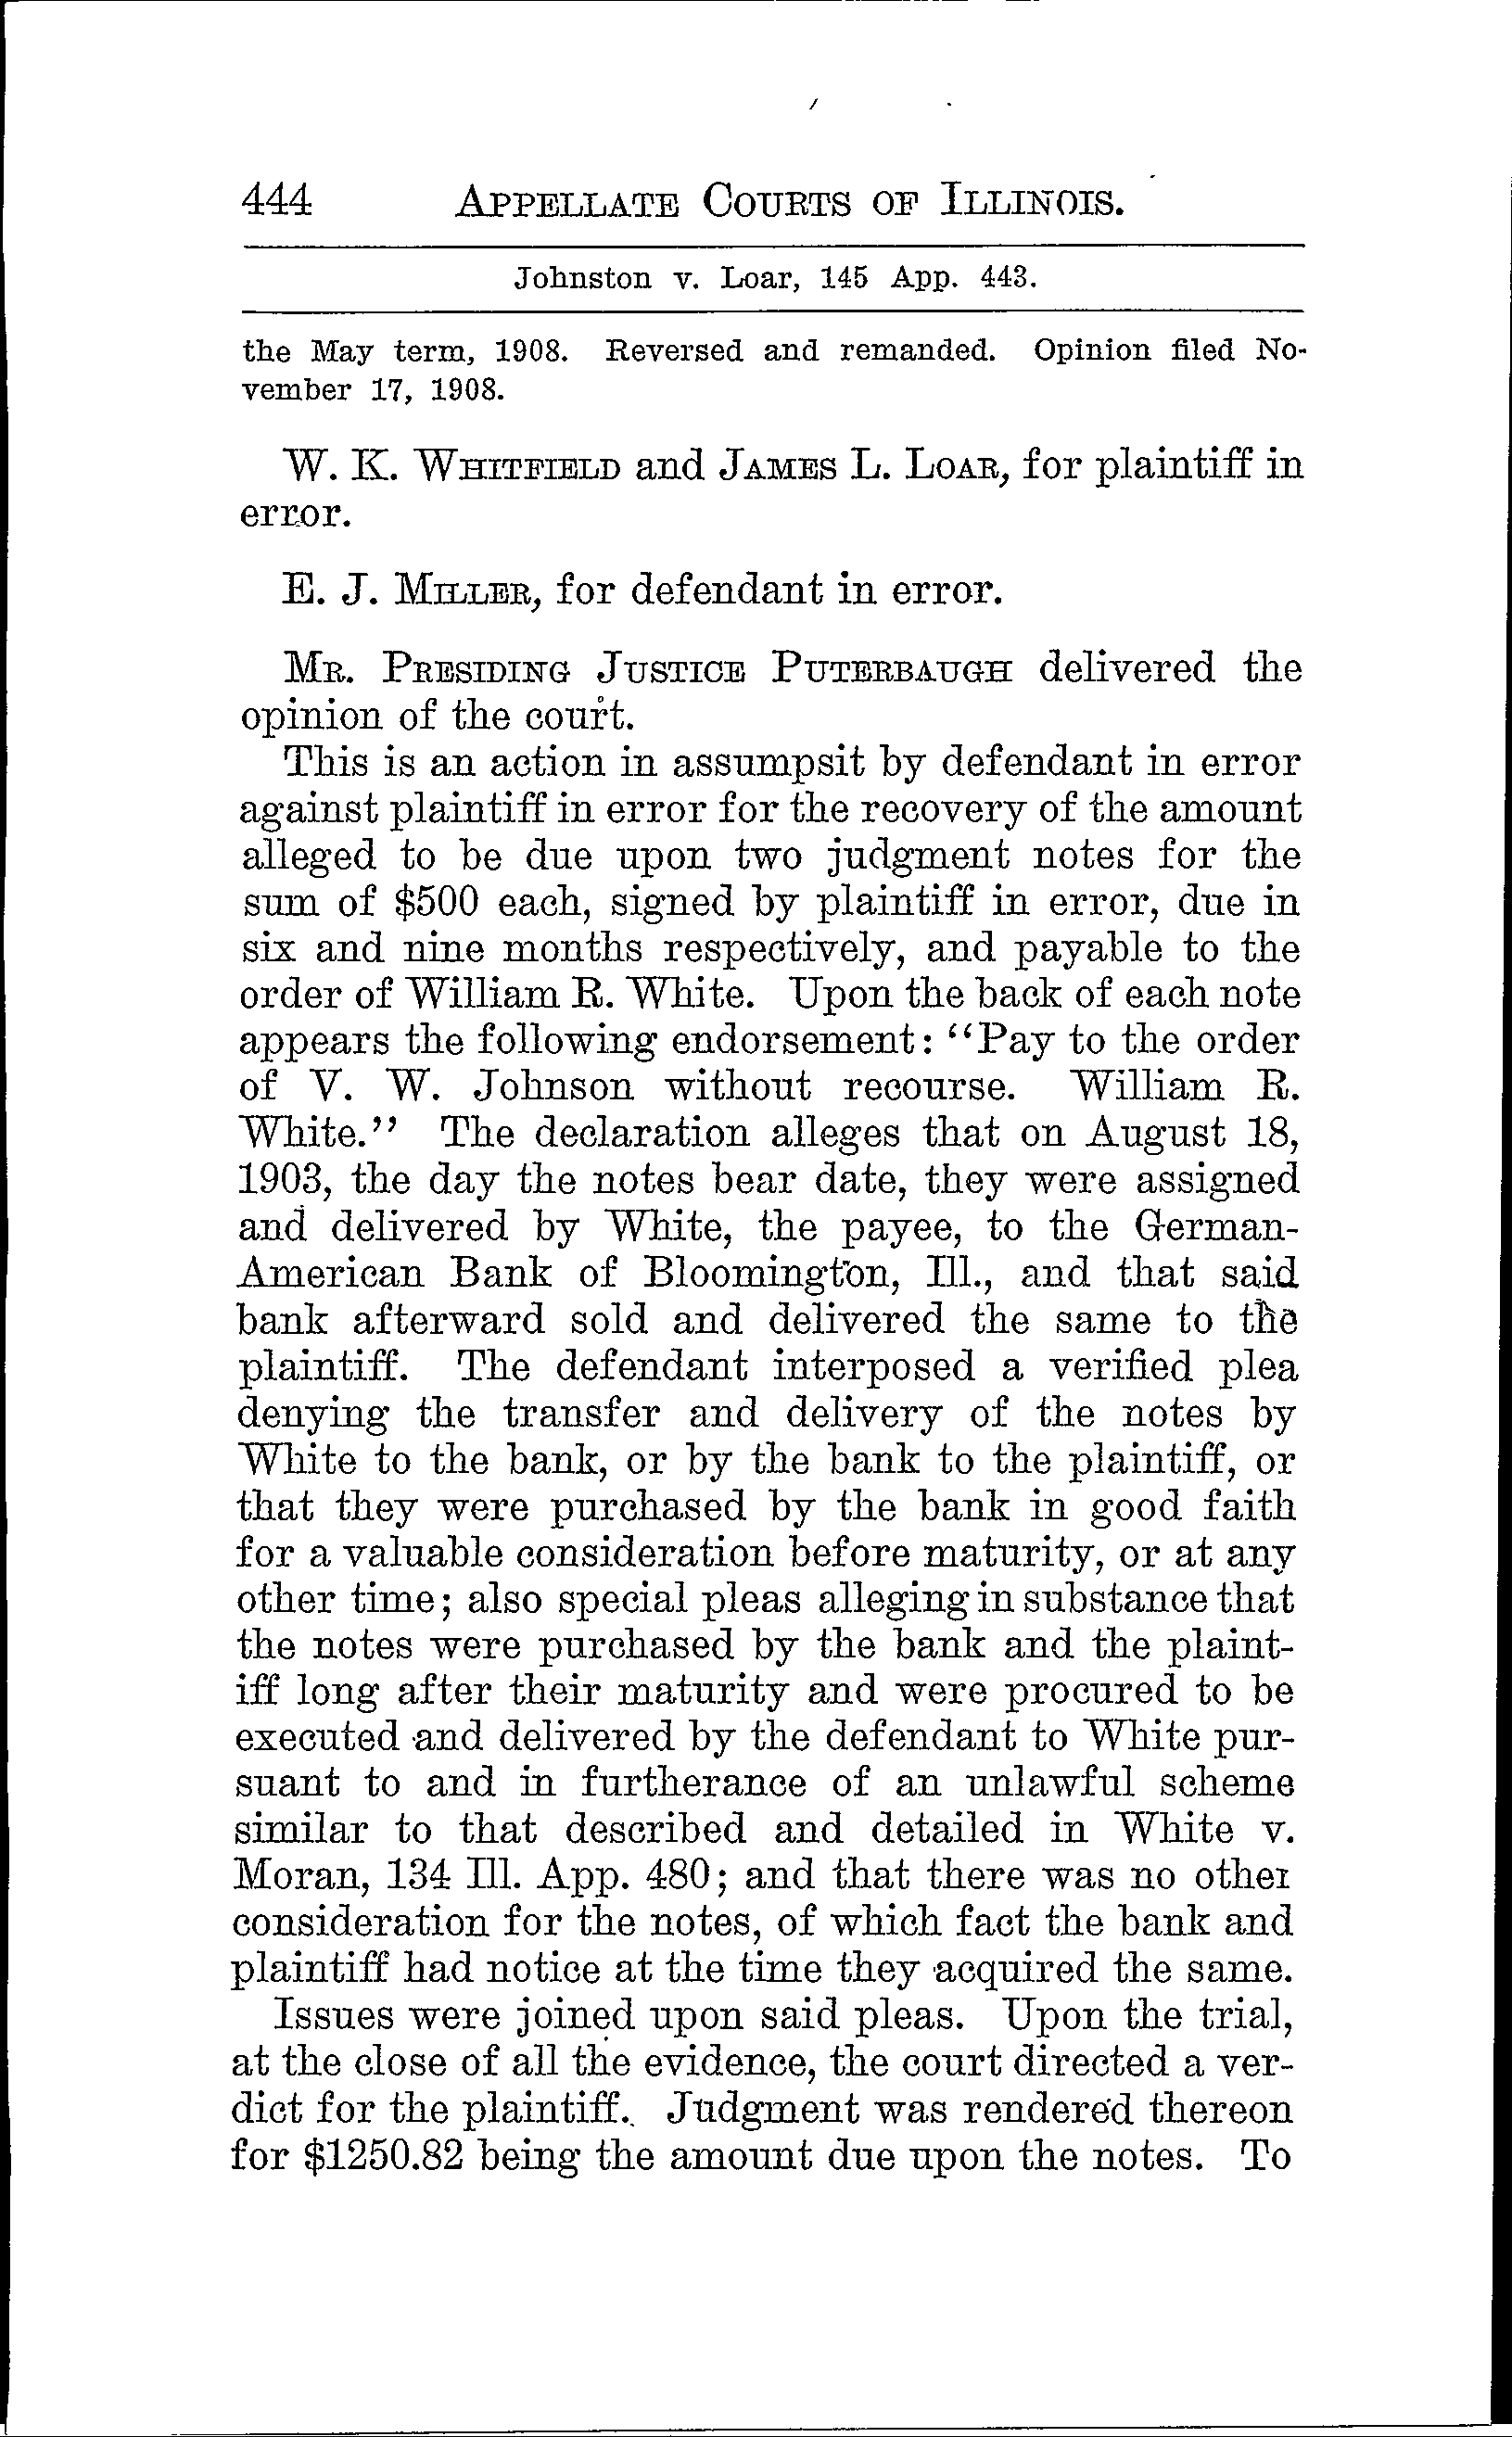 444 APPELLATE COURTS OF ILLINOIS.
Johnston v. Loar, 145 App. 443.
the May term, 1908. Reversed and remanded. Opinion filed No-
vember 17, 1908.
W. K. WHITFIELD and JAMES L. LOAR, for plaintiff in
error.
E. J. MILLER, for defendant in error.
MR. PRESIDING JUSTICE PUTERBAUGH delivered the
opinion of the court.
This is an action in assumpsit by defendant in error
against plaintiff in error for the recovery of the amount
alleged to be due upon two judgment notes for the
sum of $500 each, signed by plaintiff in error, due in
six and nine months respectively, and payable to the
order of William R. White. Upon the back of each note
appears the following endorsement: "Pay to the order
of V. W. Johnson without recourse. William R.
White." The declaration alleges that on August 18,
1903, the day the notes bear date, they were assigned
and delivered by White, the payee, to the German-
American Bank of Bloomington, Ill., and that said
bank afterward sold and delivered the same to the
plaintiff. The defendant interposed a verified plea
denying the transfer and delivery of the notes by
White to the bank, or by the bank to the plaintiff, or
that they were purchased by the bank in good faith
for a valuable consideration before maturity, or at any
other time; also special pleas alleging in substance that
the notes were purchased by the bank and the plaint-
iff long after their maturity and were procured to be
executed and delivered by the defendant to White pur-
suant to and in furtherance of an unlawful scheme
similar to that described and detailed in White v.
Moran, 134 Ill. App. 480; and that there was no other
consideration for the notes, of which fact the bank and
plaintiff had notice at the time they acquired the same.
Issues were joined upon said pleas. Upon the trial,
at the close of all the evidence, the court directed a ver-
dict for the plaintiff. Judgment was rendered thereon
for $1250.82 being the amount due upon the notes. To